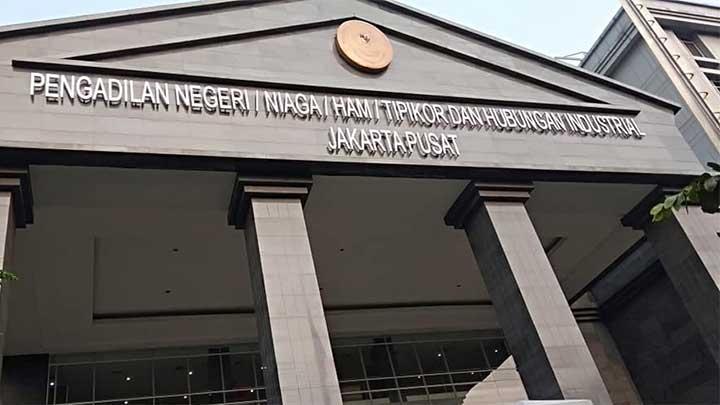 PENGADILAN NEGERI / NIAGA / HAM / TIPIKOR DAN HUBUNGAN INDUSTRIAL
JAKARTA PUSAT